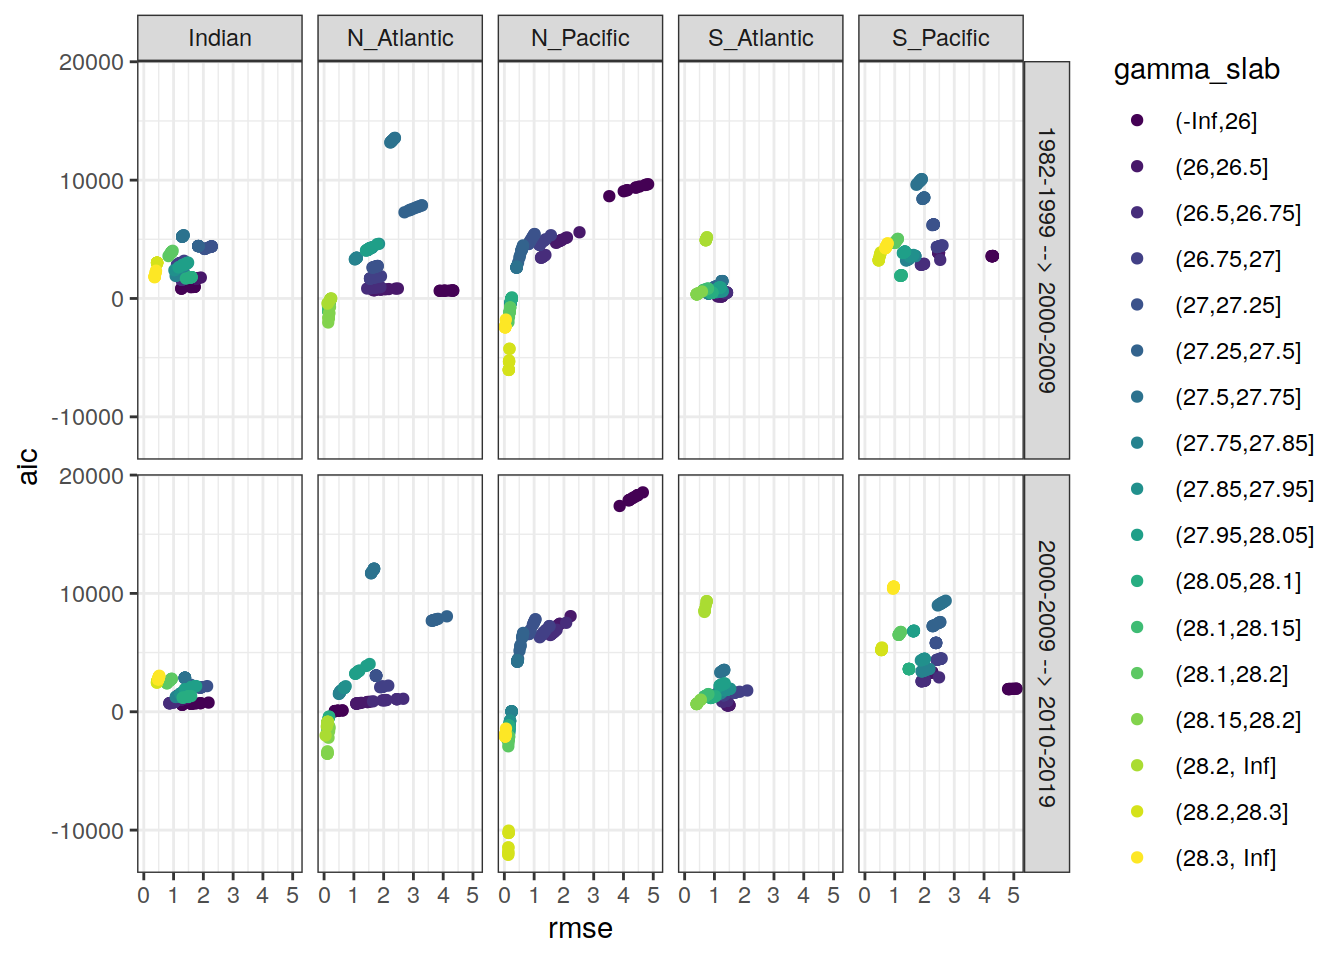 Indian N_Atlantic N_Pacific S_Atlantic S_Pacific
20000
10000
0
-10000
1982-1999 --> 2000-2009
20000
10000
0
-10000
2000-2009 --> 2010-2019
aic
0 1 2 3 4 5 0 1 2 3 4 5 0 1 2 3 4 5 0 1 2 3 4 5 0 1 2 3 4 5
rmse
gamma_slab
(-Inf,26]
(26,26.5]
(26.5,26.75]
(26.75,27]
(27,27.25]
(27.25,27.5]
(27.5,27.75]
(27.75,27.85]
(27.85,27.95]
(27.95,28.05]
(28.05,28.1]
(28.1,28.15]
(28.1,28.2]
(28.15,28.2]
(28.2, Inf]
(28.2,28.3]
(28.3, Inf]